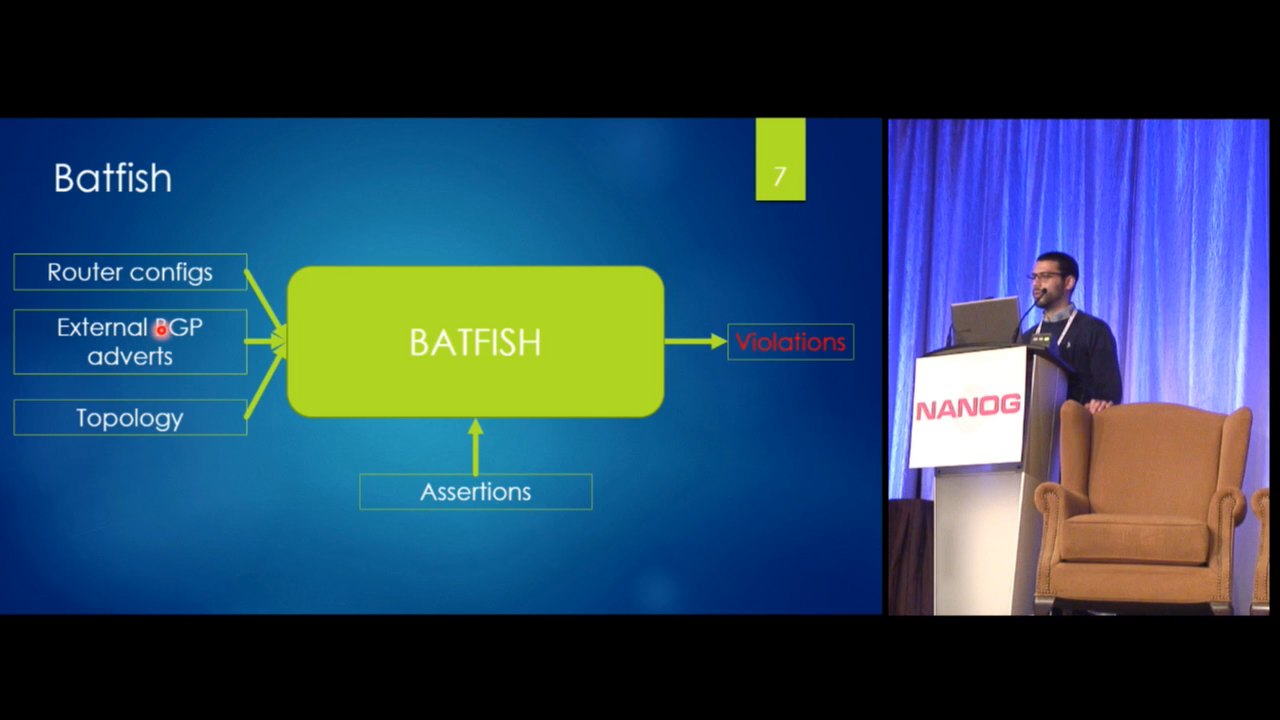 Batfish
7
Router configs
External BGP
adverts
Topology
BATFISH
Violations
Assertions
NANOG